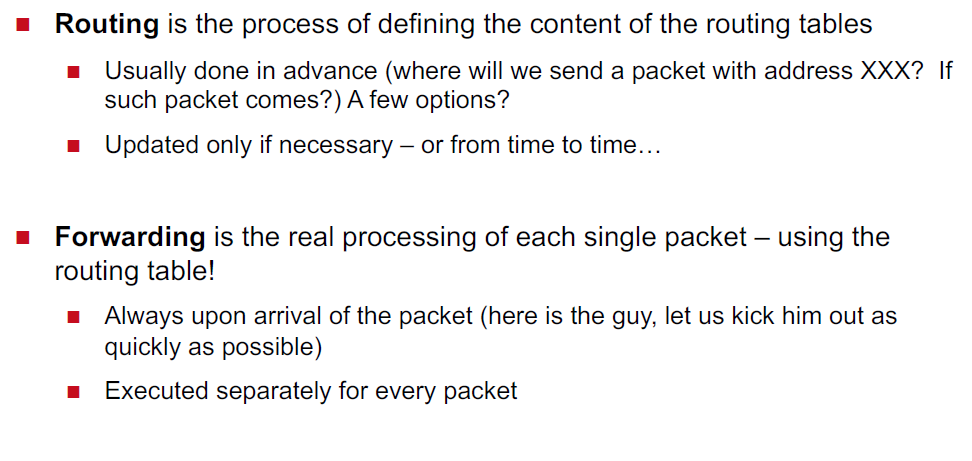 Routing is the process of defining the content of the routing tables
Usually done in advance (where will we send a packet with address XXX?  If
such packet comes?) A few options?
Updated only if necessary – or from time to time…
Forwarding is the real processing of each single packet – using the
routing table!
Always upon arrival of the packet (here is the guy, let us kick him out as
quickly as possible)
Executed separately for every packet